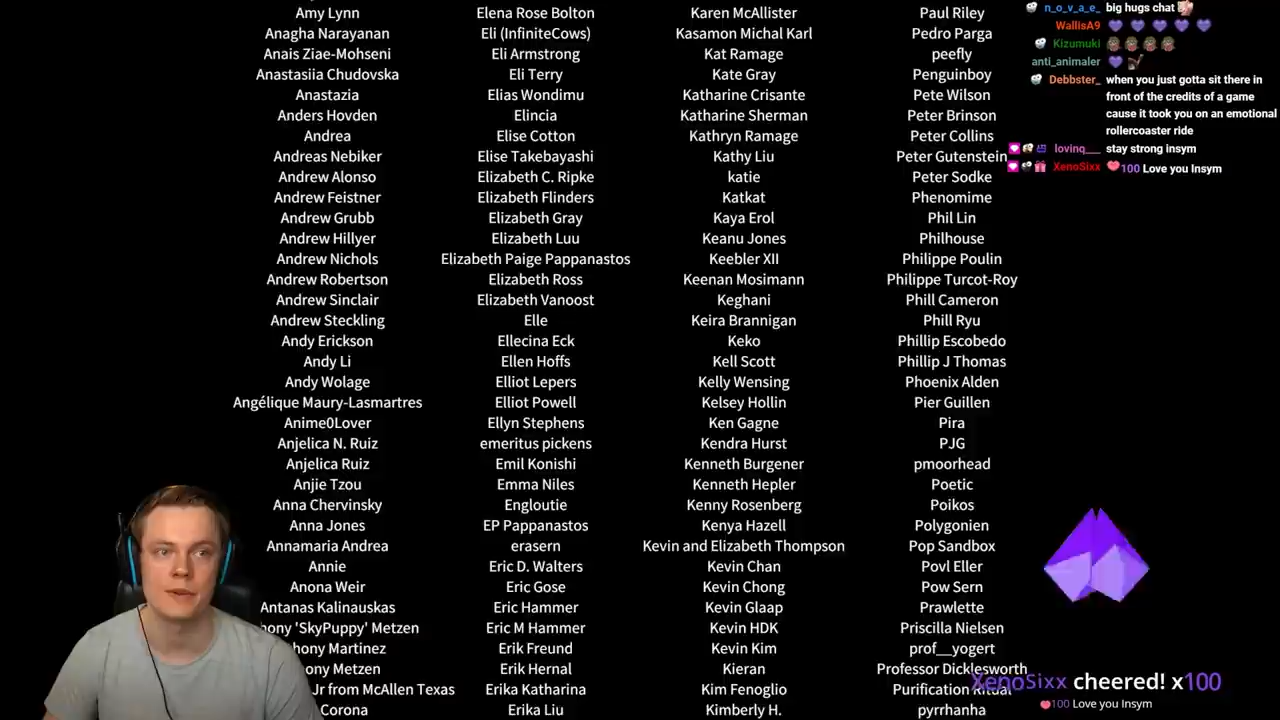 Amy Lynn
Anagha Narayanan
Anais Ziae-Mohseni
Anastasiia Chudovska
Anastazia
Anders Hovden
Andrea
Andreas Nebiker
Andrew Alonso
Andrew Feistner
Andrew Grubb
Andrew Hillyer
Andrew Nichols
Andrew Robertson
Andrew Sinclair
Andrew Steckling
Andy Erickson
Andy Li
Andy Wolage
Angélique Maury-Lasmartres
Anime0Lover
Anjelica N. Ruiz
Anjelica Ruiz
Anjie Tzou
Anna Chervinsky
Anna Jones
Annamaria Andrea
Annie
Anona Weir
Antanas Kalinauskas
hony 'SkyPuppy' Metzen
hony Martinez
ony Metzen
Jr from McAllen Texas
Corona
Elena Rose Bolton
Eli (InfiniteCows)
Eli Armstrong
Eli Terry
Elias Wondimu
Elincia
Elise Cotton
Elise Takebayashi
Elizabeth C. Ripke
Elizabeth Flinders
Elizabeth Gray
Elizabeth Luu
Elizabeth Paige Pappanastos
Elizabeth Ross
Elizabeth Vanoost
Elle
Ellecina Eck
Ellen Hoffs
Elliot Lepers
Elliot Powell
Ellyn Stephens
emeritus pickens
Emil Konishi
Emma Niles
Engloutie
EP Pappanastos
erasern
Eric D. Walters
Eric Gose
Eric Hammer
Eric M Hammer
Erik Freund
Erik Hernal
Erika Katharina
Erika Liu
Karen McAllister
Kasamon Michal Karl
Kat Ramage
Kate Gray
Katharine Crisante
Katharine Sherman
Kathryn Ramage
Kathy Liu
katie
Katkat
Kaya Erol
Keanu Jones
Keebler XII
Keenan Mosimann
Keghani
Keira Brannigan
Keko
Kell Scott
Kelly Wensing
Kelsey Hollin
Ken Gagne
Kendra Hurst
Kenneth Burgener
Kenneth Hepler
Kenny Rosenberg
Kenya Hazell
Kevin and Elizabeth Thompson
Kevin Chan
Kevin Chong
Kevin Glaap
Kevin HDK
Kevin Kim
Kieran
Kim Fenoglio
Kimberly H.
Paul Riley
Pedro Parga
peefly
Penguinboy
Pete Wilson
Peter Brinson
Peter Collins
Peter Gutenstein
Peter Sodke
Phenomime
Phil Lin
Philhouse
Philippe Poulin
Philippe Turcot-Roy
Phill Cameron
Phill Ryu
Phillip Escobedo
Phillip J Thomas
Phoenix Alden
Pier Guillen
Pira
PJG
pmoorhead
Poetic
Poikos
Polygonien
Pop Sandbox
Povl Eller
Pow Sern
Prawlette
Priscilla Nielsen
prof__yogert
Professor Dicklesworth
Purification Ritual
pyrrhanha
n_o_v_a_e_ big hugs chat
WallisA9
Kizumuki
anti_animaler
Debbster_ when you just gotta sit there in
front of the credits of a game
cause it took you on an emotional
rollercoaster ride
lovinq___ stay strong insym
XenoSixx 100 Love you Insym
XenoSixx cheered! x100
100 Love you Insym